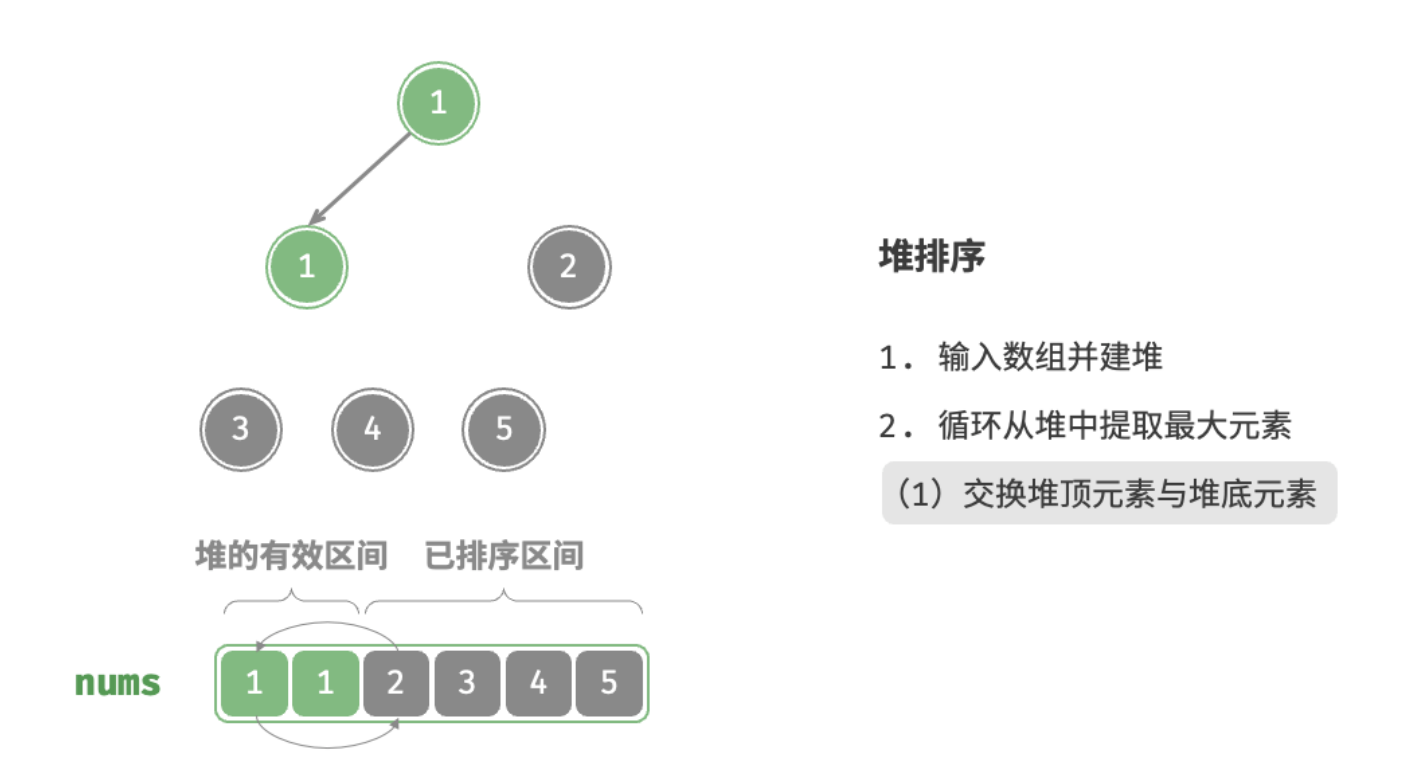 1
1 2
3 4 5
堆的有效区间 已排序区间
nums 1 1 2 3 4 5
堆排序
1. 输入数组并建堆
2. 循环从堆中提取最大元素
（1）交换堆顶元素与堆底元素